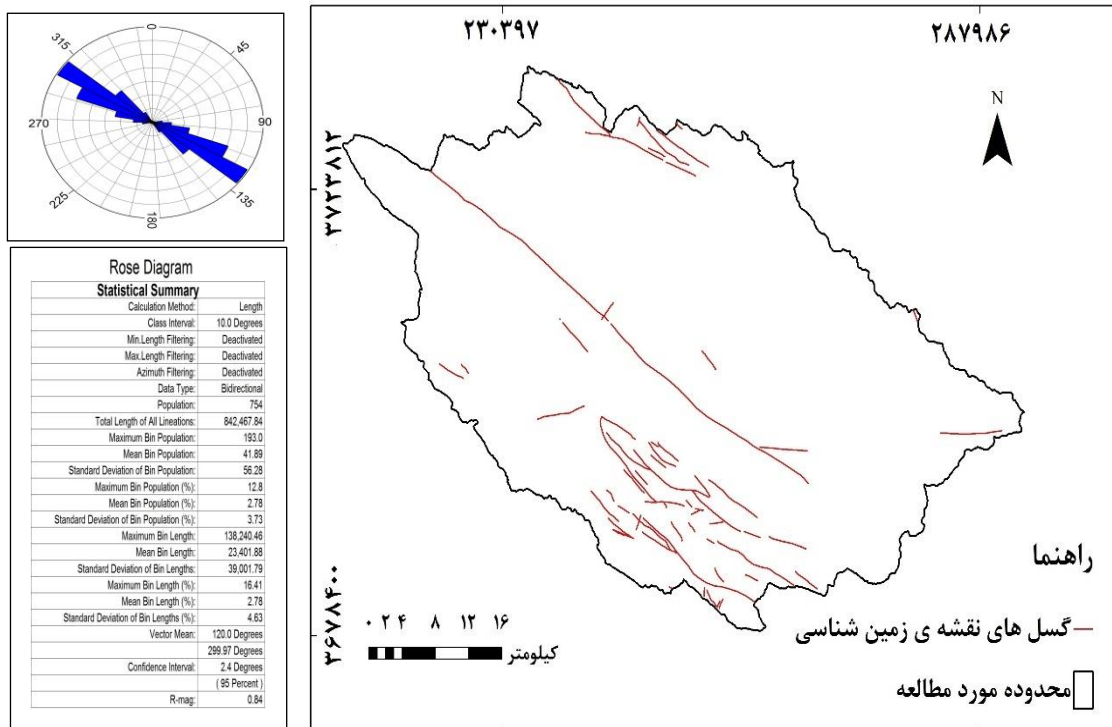 0
45
90
135
180
225
270
315
Rose Diagram
Statistical Summary
Calculation Method: Length
Class Interval: 10.0 Degrees
Min.Length Filtering: Deactivated
Max.Length Filtering: Deactivated
Azimuth Filtering: Deactivated
Data Type: Bidirectional
Population: 754
Total Length of All Lineations: 842,467.84
Maximum Bin Population: 193.0
Mean Bin Population: 41.89
Standard Deviation of Bin Population: 56.28
Maximum Bin Population (%): 12.8
Mean Bin Population (%): 2.78
Standard Deviation of Bin Population (%): 3.73
Maximum Bin Length: 138,240.46
Mean Bin Length: 23,401.88
Standard Deviation of Bin Lengths: 39,001.79
Maximum Bin Length (%): 16.41
Mean Bin Length (%): 2.78
Standard Deviation of Bin Lengths (%): 4.63
Vector Mean: 120.0 Degrees
299.97 Degrees
Confidence Interval: 2.4 Degrees
( 95 Percent )
R-mag: 0.84
۲۳۰۳۹۷
۲۸۷۹۸۶
N
۳۷۲۳۸۱۲
۳۶۷۸۴۰۰
راهنما
گسل های نقشه ی زمین شناسی
محدوده مورد مطالعه
۰ ۲ ۴ ۸ ۱۲ ۱۶
کیلومتر